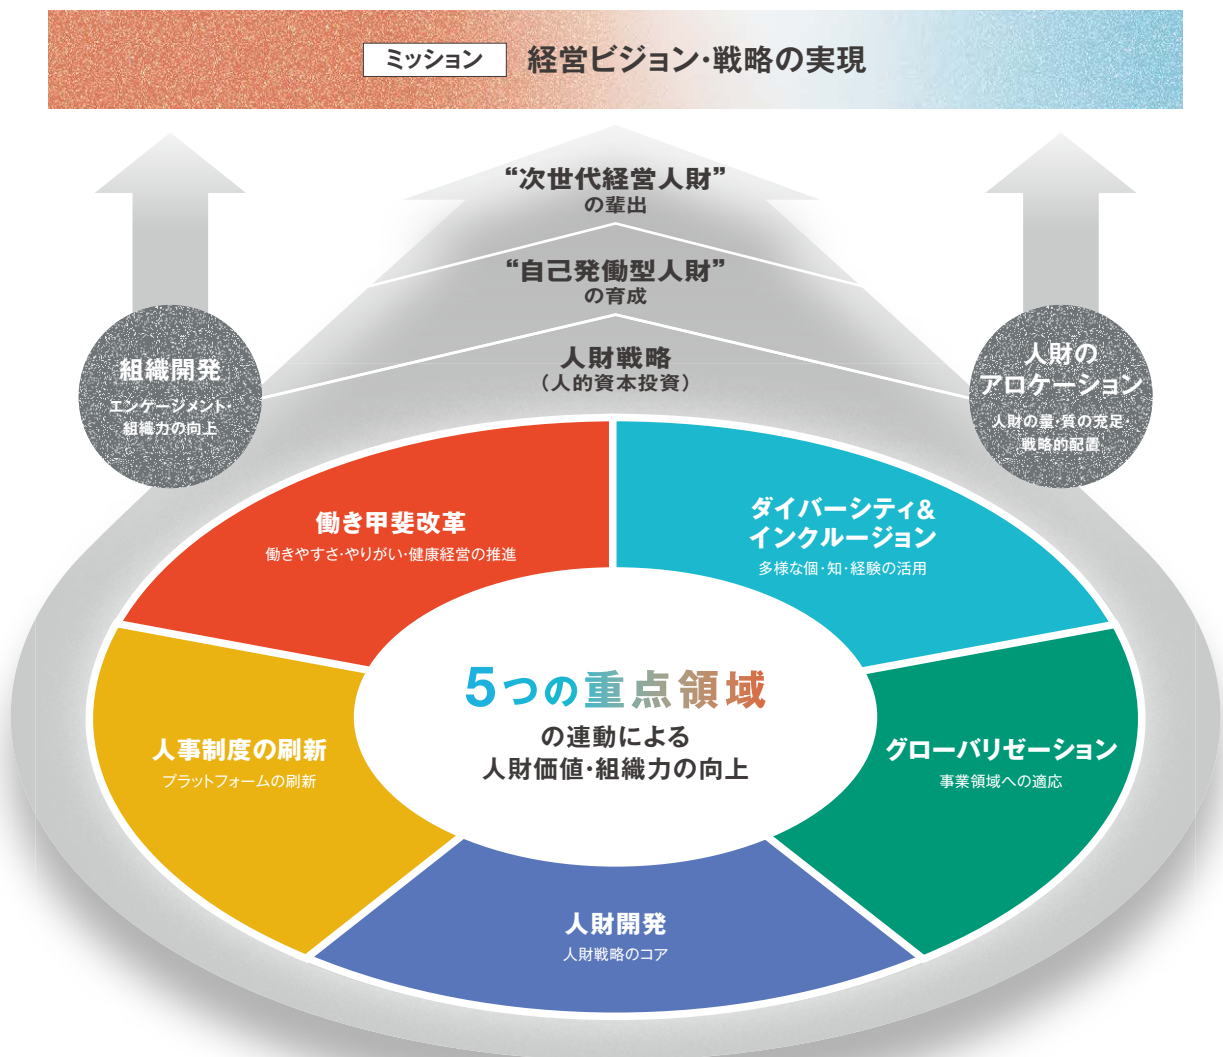 ミッション 経営ビジョン・戦略の実現
“次世代経営人財”
の輩出
“自己発働型人財”
の育成
人財戦略
（人的資本投資）
組織開発
エンゲージメント・
組織力の向上
人財の
アロケーション
人財の量・質の充足・
戦略的配置
働き甲斐改革
働きやすさ・やりがい・健康経営の推進
ダイバーシティ&
インクルージョン
多様な個・知・経験の活用
5つの重点領域
の連動による
人財価値・組織力の向上
人事制度の刷新
プラットフォームの刷新
グローバリゼーション
事業領域への適応
人財開発
人財戦略のコア